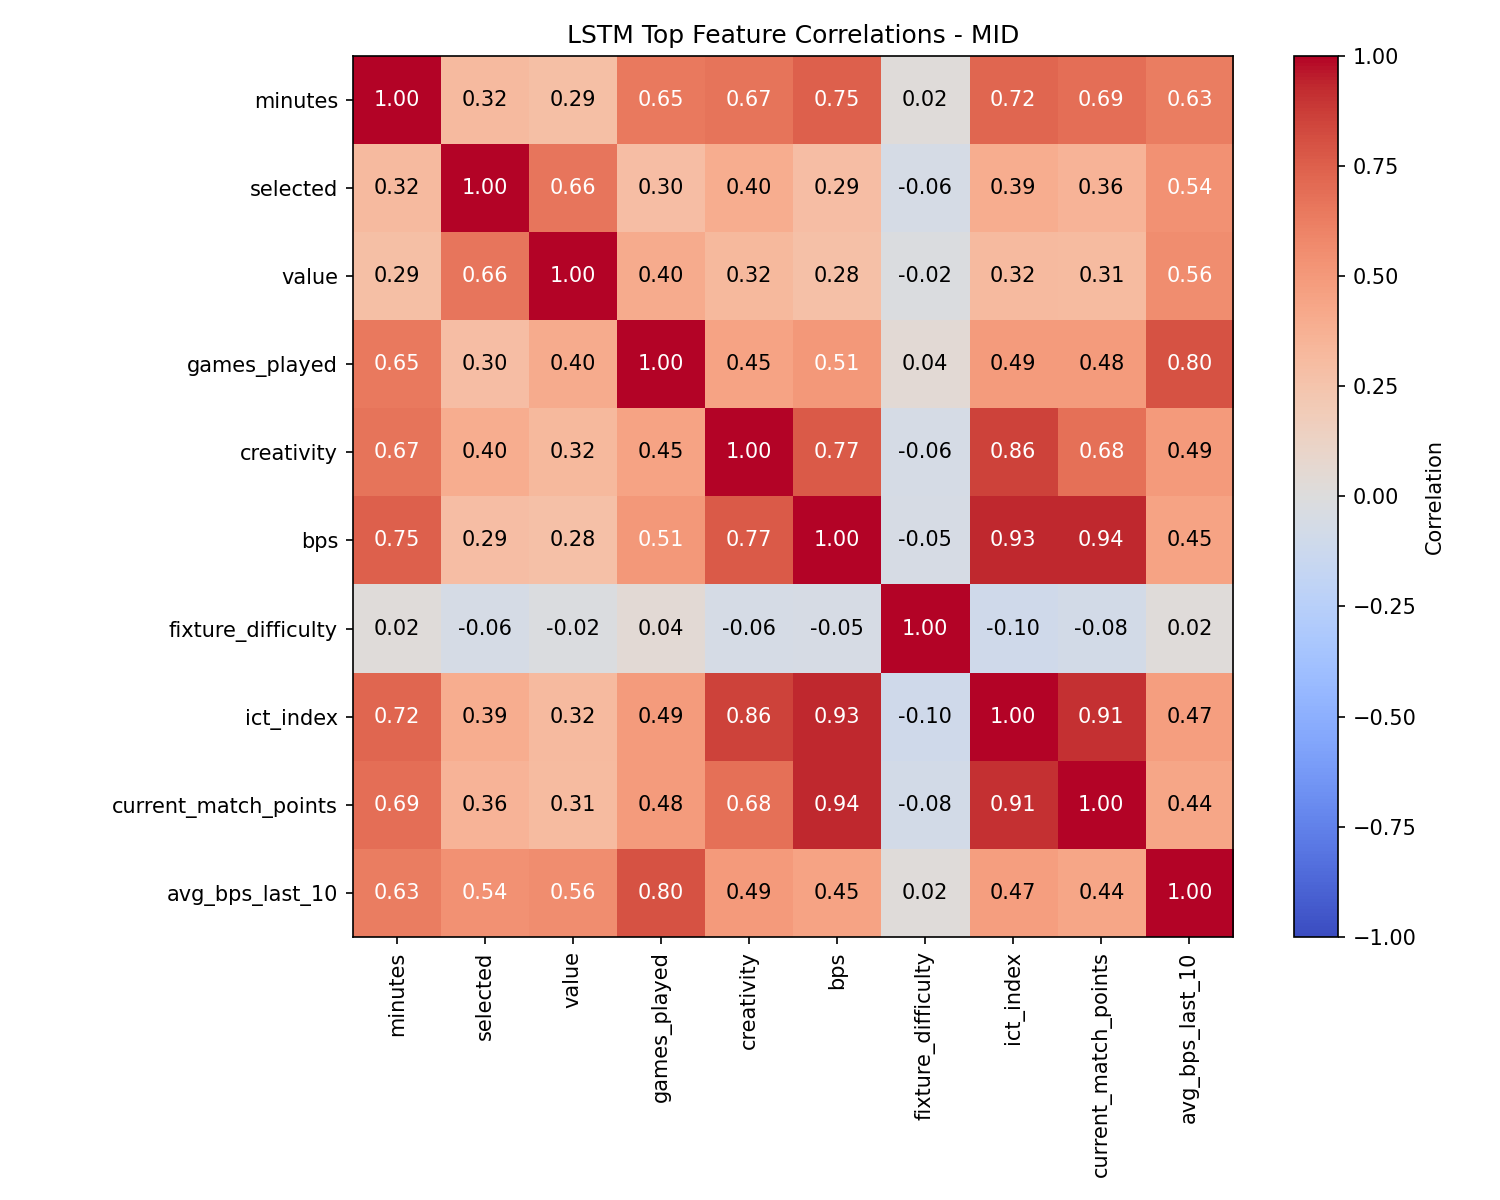 LSTM Top Feature Correlations - MID
minutes 1.00 0.32 0.29 0.65 0.67 0.75 0.02 0.72 0.69 0.63
selected 0.32 1.00 0.66 0.30 0.40 0.29 -0.06 0.39 0.36 0.54
value 0.29 0.66 1.00 0.40 0.32 0.28 -0.02 0.32 0.31 0.56
games_played 0.65 0.30 0.40 1.00 0.45 0.51 0.04 0.49 0.48 0.80
creativity 0.67 0.40 0.32 0.45 1.00 0.77 -0.06 0.86 0.68 0.49
bps 0.75 0.29 0.28 0.51 0.77 1.00 -0.05 0.93 0.94 0.45
fixture_difficulty 0.02 -0.06 -0.02 0.04 -0.06 -0.05 1.00 -0.10 -0.08 0.02
ict_index 0.72 0.39 0.32 0.49 0.86 0.93 -0.10 1.00 0.91 0.47
current_match_points 0.69 0.36 0.31 0.48 0.68 0.94 -0.08 0.91 1.00 0.44
avg_bps_last_10 0.63 0.54 0.56 0.80 0.49 0.45 0.02 0.47 0.44 1.00
minutes
selected
value
games_played
creativity
bps
fixture_difficulty
ict_index
current_match_points
avg_bps_last_10
1.00
0.75
0.50
0.25
0.00
−0.25
−0.50
−0.75
−1.00
Correlation